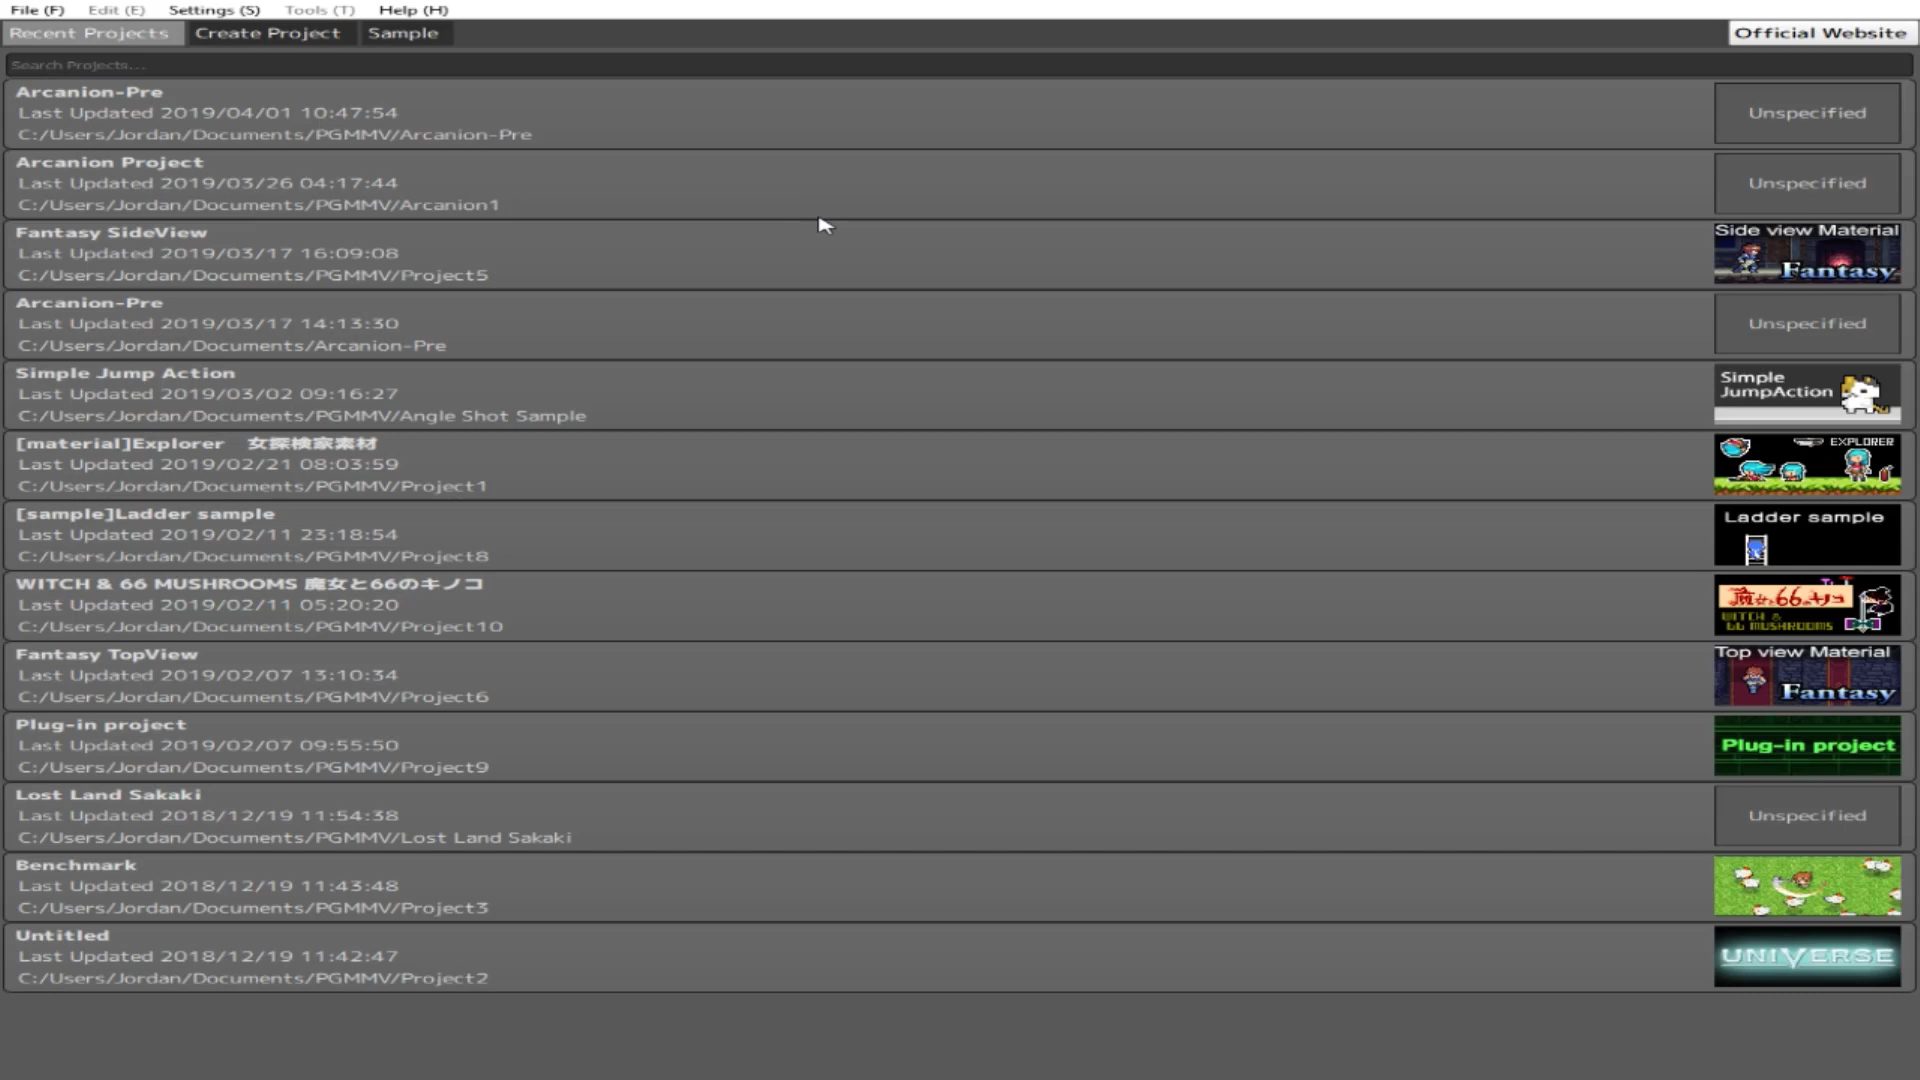 File (F) Edit (E) Settings (S) Tools (T) Help (H)
Recent Projects Create Project Sample Official Website
Search Projects...
Arcanion-Pre
Last Updated 2019/04/01 10:47:54
C:/Users/Jordan/Documents/PGMMV/Arcanion-Pre
Unspecified
Arcanion Project
Last Updated 2019/03/26 04:17:44
C:/Users/Jordan/Documents/PGMMV/Arcanion1
Unspecified
Fantasy SideView
Last Updated 2019/03/17 16:09:08
C:/Users/Jordan/Documents/PGMMV/Project5
Side view Material
Fantasy
Arcanion-Pre
Last Updated 2019/03/17 14:13:30
C:/Users/Jordan/Documents/Arcanion-Pre
Unspecified
Simple Jump Action
Last Updated 2019/03/02 09:16:27
C:/Users/Jordan/Documents/PGMMV/Angle Shot Sample
Simple
JumpAction
[material]Explorer　女探検家素材
Last Updated 2019/02/21 08:03:59
C:/Users/Jordan/Documents/PGMMV/Project1
EXPLORER
[sample]Ladder sample
Last Updated 2019/02/11 23:18:54
C:/Users/Jordan/Documents/PGMMV/Project8
Ladder sample
WITCH & 66 MUSHROOMS 魔女と66のキノコ
Last Updated 2019/02/11 05:20:20
C:/Users/Jordan/Documents/PGMMV/Project10
魔女と66のキノコ
WITCH &
66 MUSHROOMS
Fantasy TopView
Last Updated 2019/02/07 13:10:34
C:/Users/Jordan/Documents/PGMMV/Project6
Top view Material
Fantasy
Plug-in project
Last Updated 2019/02/07 09:55:50
C:/Users/Jordan/Documents/PGMMV/Project9
Plug-in project
Lost Land Sakaki
Last Updated 2018/12/19 11:54:38
C:/Users/Jordan/Documents/PGMMV/Lost Land Sakaki
Unspecified
Benchmark
Last Updated 2018/12/19 11:43:48
C:/Users/Jordan/Documents/PGMMV/Project3
Untitled
Last Updated 2018/12/19 11:42:47
C:/Users/Jordan/Documents/PGMMV/Project2
UNIVERSE